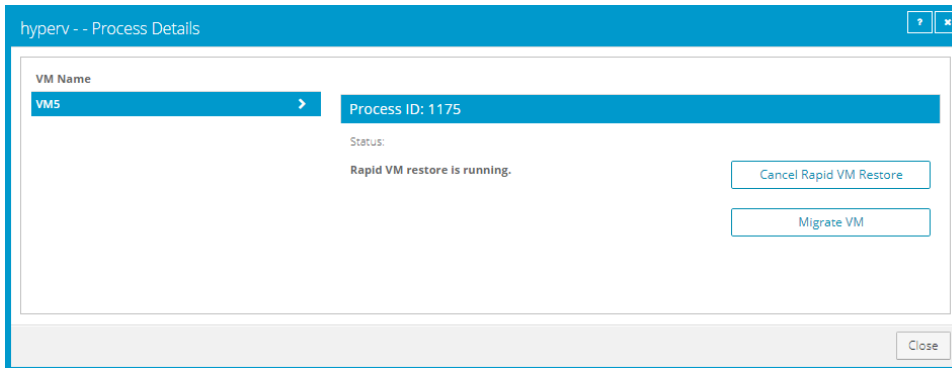 hyperv - - Process Details
? x
VM Name
VM5
Process ID: 1175
Status:
Rapid VM restore is running.
Cancel Rapid VM Restore
Migrate VM
Close